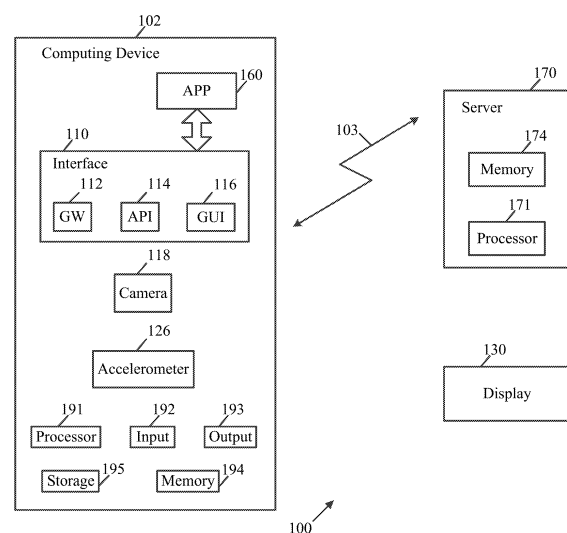 102
Computing Device
160
APP
110
Interface
112
114
116
GW
API
GUI
118
Camera
126
Accelerometer
191
192
193
Processor
Input
Output
195
194
Storage
Memory
103
170
Server
174
Memory
171
Processor
130
Display
100